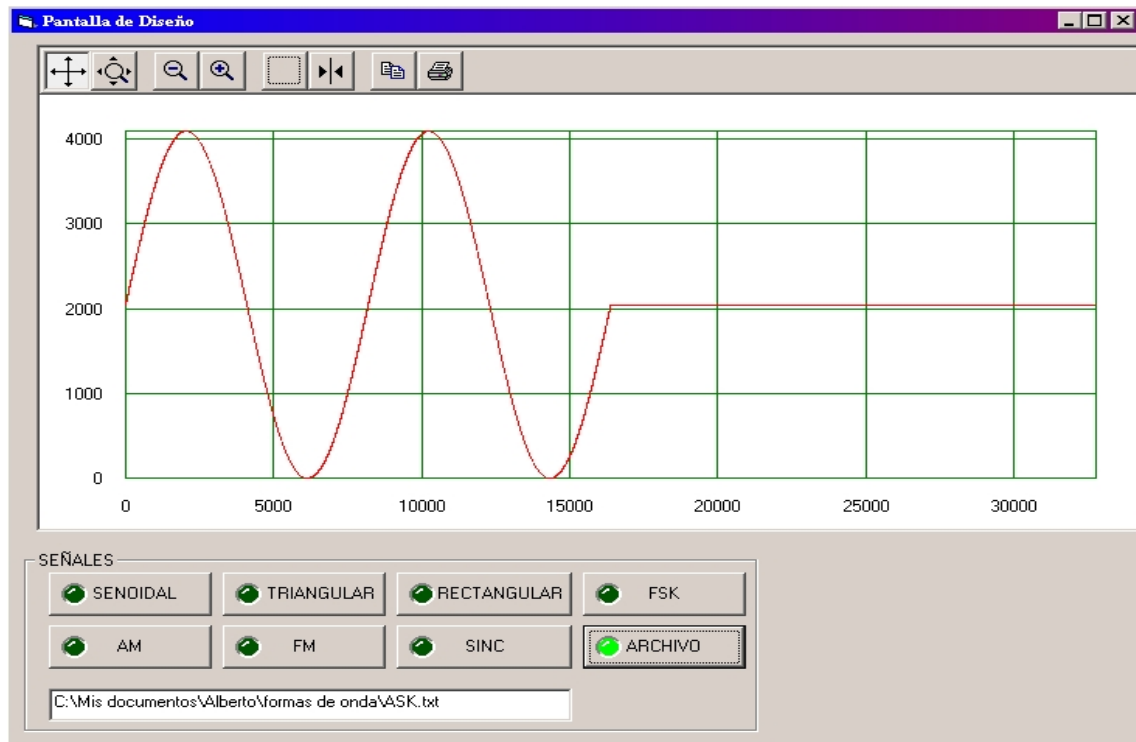 Pantalla de Diseño
4000
3000
2000
1000
0
0 5000 10000 15000 20000 25000 30000
SEÑALES
SENOIDAL TRIANGULAR RECTANGULAR FSK
AM FM SINC ARCHIVO
C:\Mis documentos\Alberto\formas de onda\ASK.txt